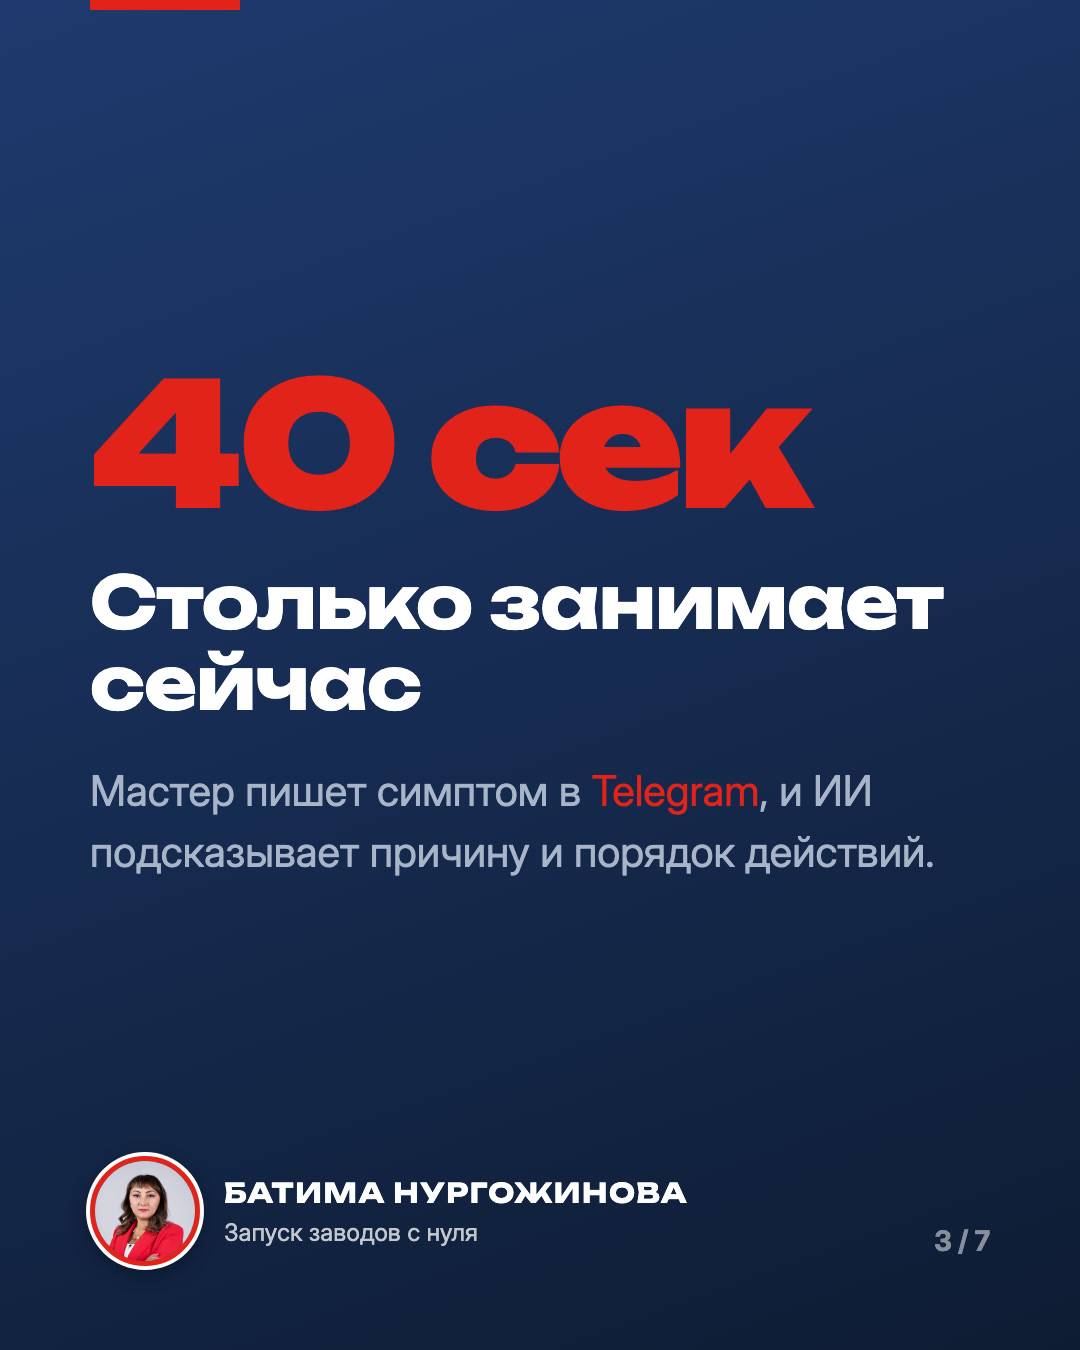 40 сек
Столько занимает
сейчас
Мастер пишет симптом в Telegram, и ИИ
подсказывает причину и порядок действий.
БАТИМА НУРГОЖИНОВА
Запуск заводов с нуля
3 / 7